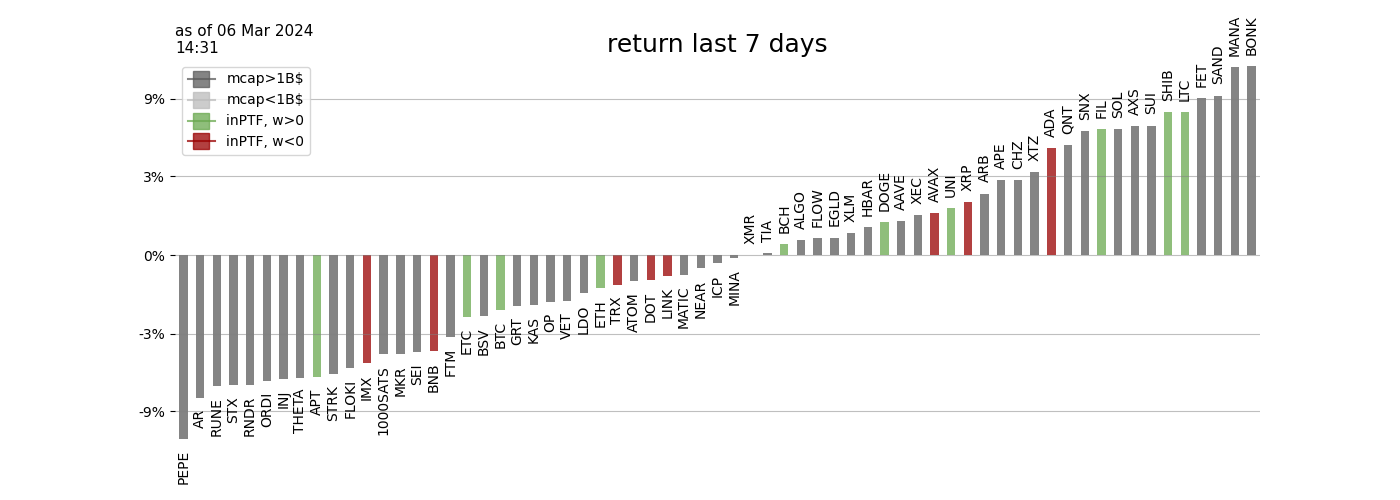 as of 06 Mar 2024
14:31
return last 7 days
mcap>1B$
mcap<1B$
inPTF, w>0
inPTF, w<0
9%
3%
0%
-3%
-9%
PEPE
AR
RUNE
STX
RNDR
ORDI
INJ
THETA
APT
STRK
FLOKI
IMX
1000SATS
MKR
SEI
BNB
FTM
ETC
BSV
BTC
GRT
KAS
OP
VET
LDO
ETH
TRX
ATOM
DOT
LINK
MATIC
NEAR
ICP
MINA
XMR
TIA
BCH
ALGO
FLOW
EGLD
XLM
HBAR
DOGE
AAVE
XEC
AVAX
UNI
XRP
ARB
APE
CHZ
XTZ
ADA
QNT
SNX
FIL
SOL
AXS
SUI
SHIB
LTC
FET
SAND
MANA
BONK